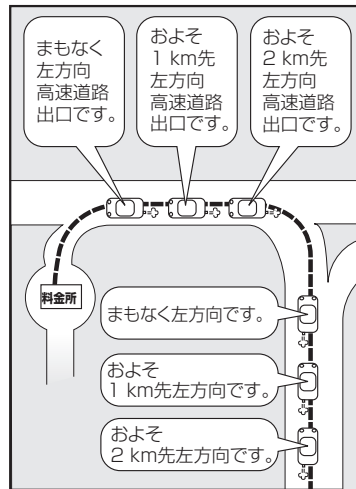 まもなく
左方向
高速道路
出口です。
およそ
1 km先
左方向
高速道路
出口です。
およそ
2 km先
左方向
高速道路
出口です。
料金所
まもなく左方向です。
およそ
1 km先左方向です。
およそ
2 km先左方向です。